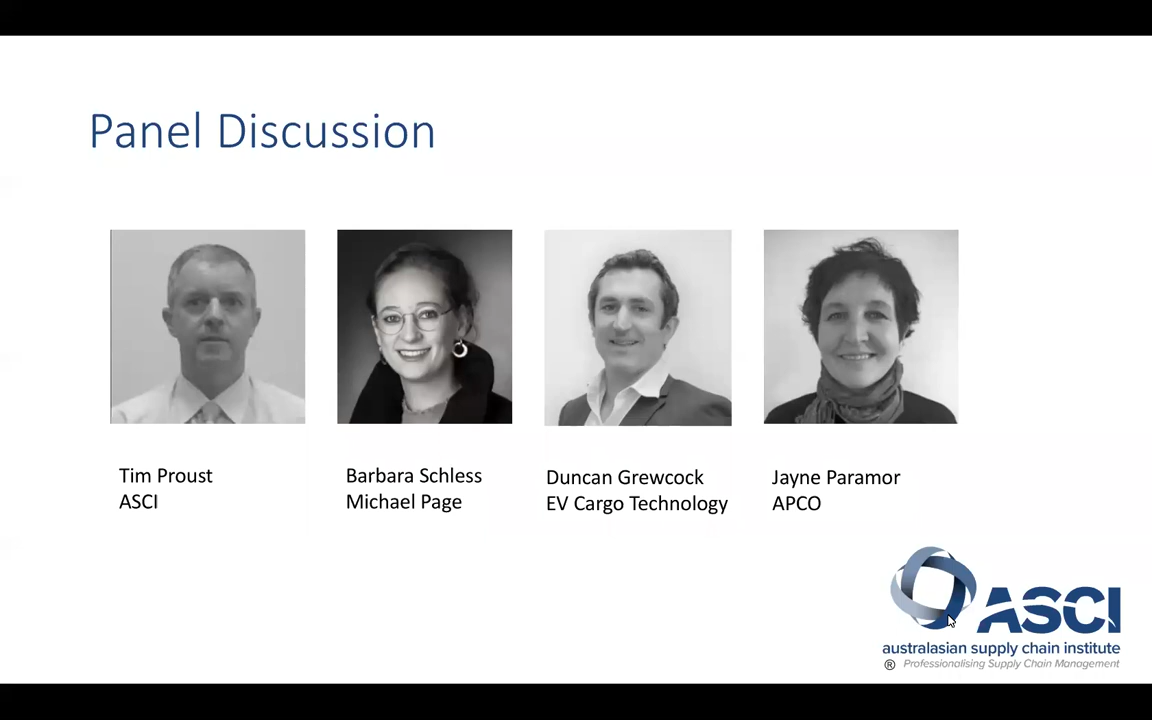 Panel Discussion
Tim Proust
ASCI
Barbara Schless
Michael Page
Duncan Grewcock
EV Cargo Technology
Jayne Paramor
APCO
ASCI
australasian supply chain institute
® Professionalising Supply Chain Management